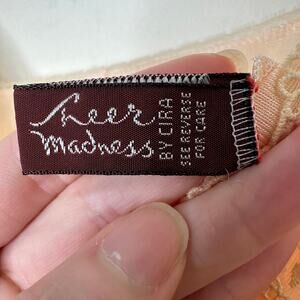 Sheer
Madness
BY CIRA
SEE REVERSE
FOR CARE